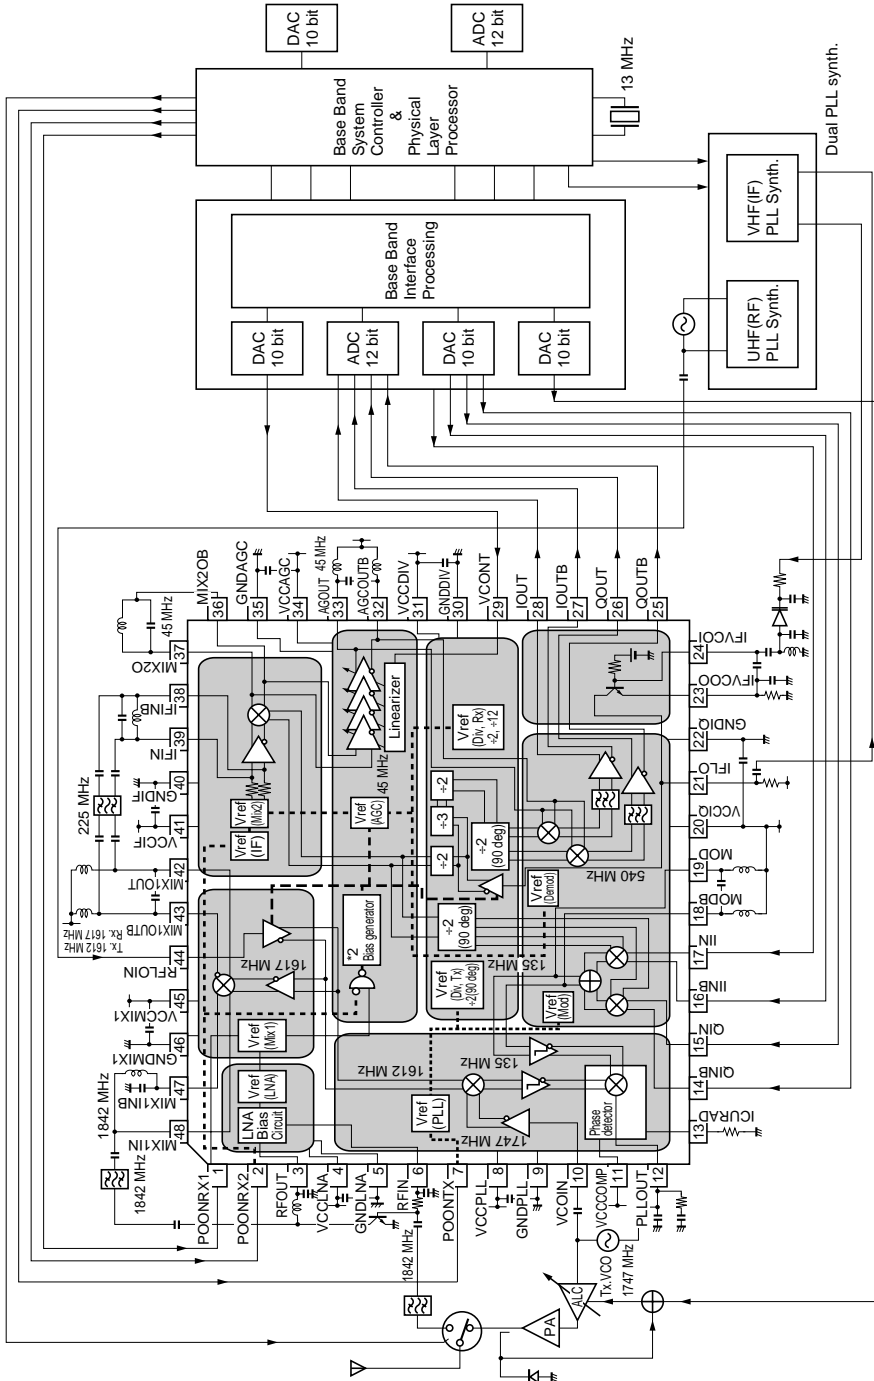 DAC
10 bit
ADC
12 bit
Base Band
System
Controller
&
Physical
Layer
Processor
13 MHz
Dual PLL synth.
Base Band
Interface
Processing
DAC
10 bit
ADC
12 bit
DAC
10 bit
DAC
10 bit
VHF(IF)
PLL Synth.
UHF(RF)
PLL Synth.
MIX2OB
36
GNDAGC
35
VCCAGC
34
AGOUT
33
45 MHz
AGCOUTB
32
VCCDIV
31
GNDDIV
30
VCONT
29
IOUT
28
IOUTB
27
QOUT
26
QOUTB
25
45 MHz
37
MIX2O
38
IFINB
39
IFIN
40
GNDIF
225 MHz
41
VCCIF
42
MIX1OUT
43
MIX1OUTB
Tx. 1612 MHz
Rx. 1617 MHz
44
RFLOIN
45
VCCMIX1
46
GNDMIX1
47
MIX1INB
48
MIX1IN
1842 MHz
1842 MHz
24
IFVCOI
23
IFVCOO
22
GNDIQ
21
IFLO
20
VCCIQ
19
MOD
18
MODB
17
IIN
16
IINB
15
QIN
14
QINB
13
ICURAD
POONRX1
1
POONRX2
2
RFOUT
3
VCCLNA
4
GNDLNA
5
RFIN
6
POONTX
7
VCCPLL
8
GNDPLL
9
VCOIN
10
VCCCOMP
11
PLLOUT
12
Linearizer
45 MHz
Vref
(Mix2)
Vref
(IF)
Vref
(AGC)
Vref
(Div, Rx)
÷2, ÷12
÷2
÷3
÷2
÷2
(90 deg)
540 MHz
Vref
(Demod)
*2
Bias generator
1617 MHz
÷2
(90 deg)
135 MHz
Vref
(Div, Tx)
÷2(90 deg)
Vref
(Mod)
Vref
(Mix1)
Vref
(LNA)
LNA
Bias
Circuit
1612 MHz
135 MHz
Vref
(PLL)
1747 MHz
Phase
detector
1842 MHz
Tx.VCO
1747 MHz
ALC
PA